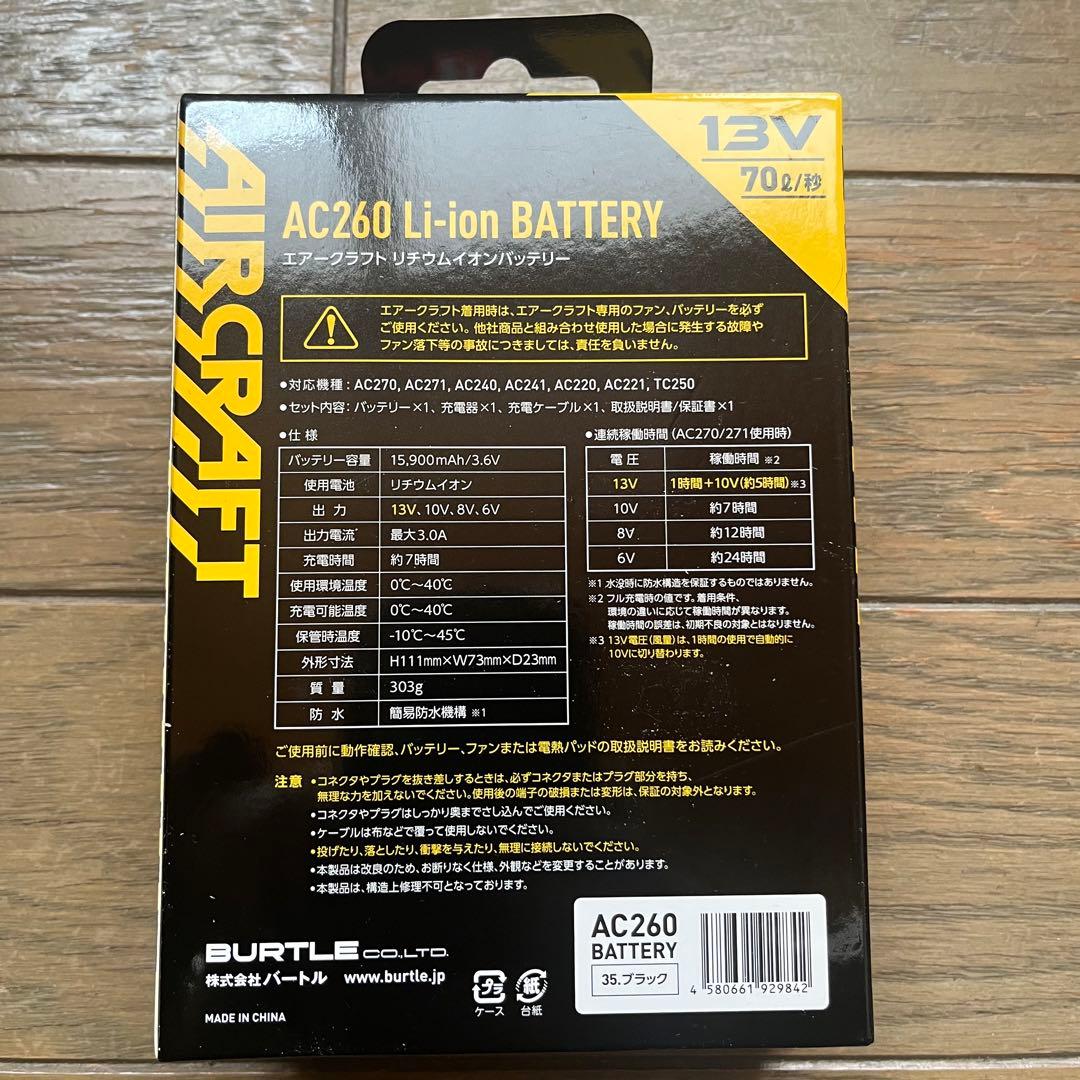 AIRCRAFT
13V
70ℓ/秒
AC260 Li-ion BATTERY
エアークラフト リチウムイオンバッテリー
エアークラフト着用時は、エアークラフト専用のファン、バッテリーを必ず
ご使用ください。他社商品と組み合わせ使用した場合に発生する故障や
ファン落下等の事故につきましては、責任を負いません。
●対応機種：AC270, AC271, AC240, AC241, AC220, AC221, TC250
●セット内容：バッテリー×1、充電器×1、充電ケーブル×1、取扱説明書/保証書×1
●仕 様
バッテリー容量 15,900mAh/3.6V
使用電池 リチウムイオン
出 力 13V、10V、8V、6V
出力電流 最大3.0A
充電時間 約7時間
使用環境温度 0℃〜40℃
充電可能温度 0℃〜40℃
保管時温度 -10℃〜45℃
外形寸法 H111mm×W73mm×D23mm
質 量 303g
防 水 簡易防水機構 ※1
●連続稼働時間（AC270/271使用時）
電 圧 稼働時間 ※2
13V 1時間＋10V（約5時間）※3
10V 約7時間
8V 約12時間
6V 約24時間
※1 水没時に防水構造を保証するものではありません。
※2 フル充電時の値です。着用条件、
環境の違いに応じて稼働時間が異なります。
稼働時間の誤差は、初期不良の対象とはなりません。
※3 13V電圧（風量）は、1時間の使用で自動的に
10Vに切り替わります。
ご使用前に動作確認、バッテリー、ファンまたは電熱パッドの取扱説明書をお読みください。
注意 ●コネクタやプラグを抜き差しするときは、必ずコネクタまたはプラグ部分を持ち、
無理な力を加えないでください。使用後の端子の破損または変形は、保証の対象外となります。
●コネクタやプラグはしっかり奥までさし込んでご使用ください。
●ケーブルは布などで覆って使用しないでください。
●投げたり、落としたり、衝撃を与えたり、無理に接続しないでください。
●本製品は改良のため、お断りなく仕様、外観などを変更することがあります。
●本製品は、構造上修理不可となっております。
BURTLE CO.,LTD.
株式会社 バートル www.burtle.jp
MADE IN CHINA
プラ
ケース
紙
台紙
AC260
BATTERY
35.ブラック
4 580661 929842